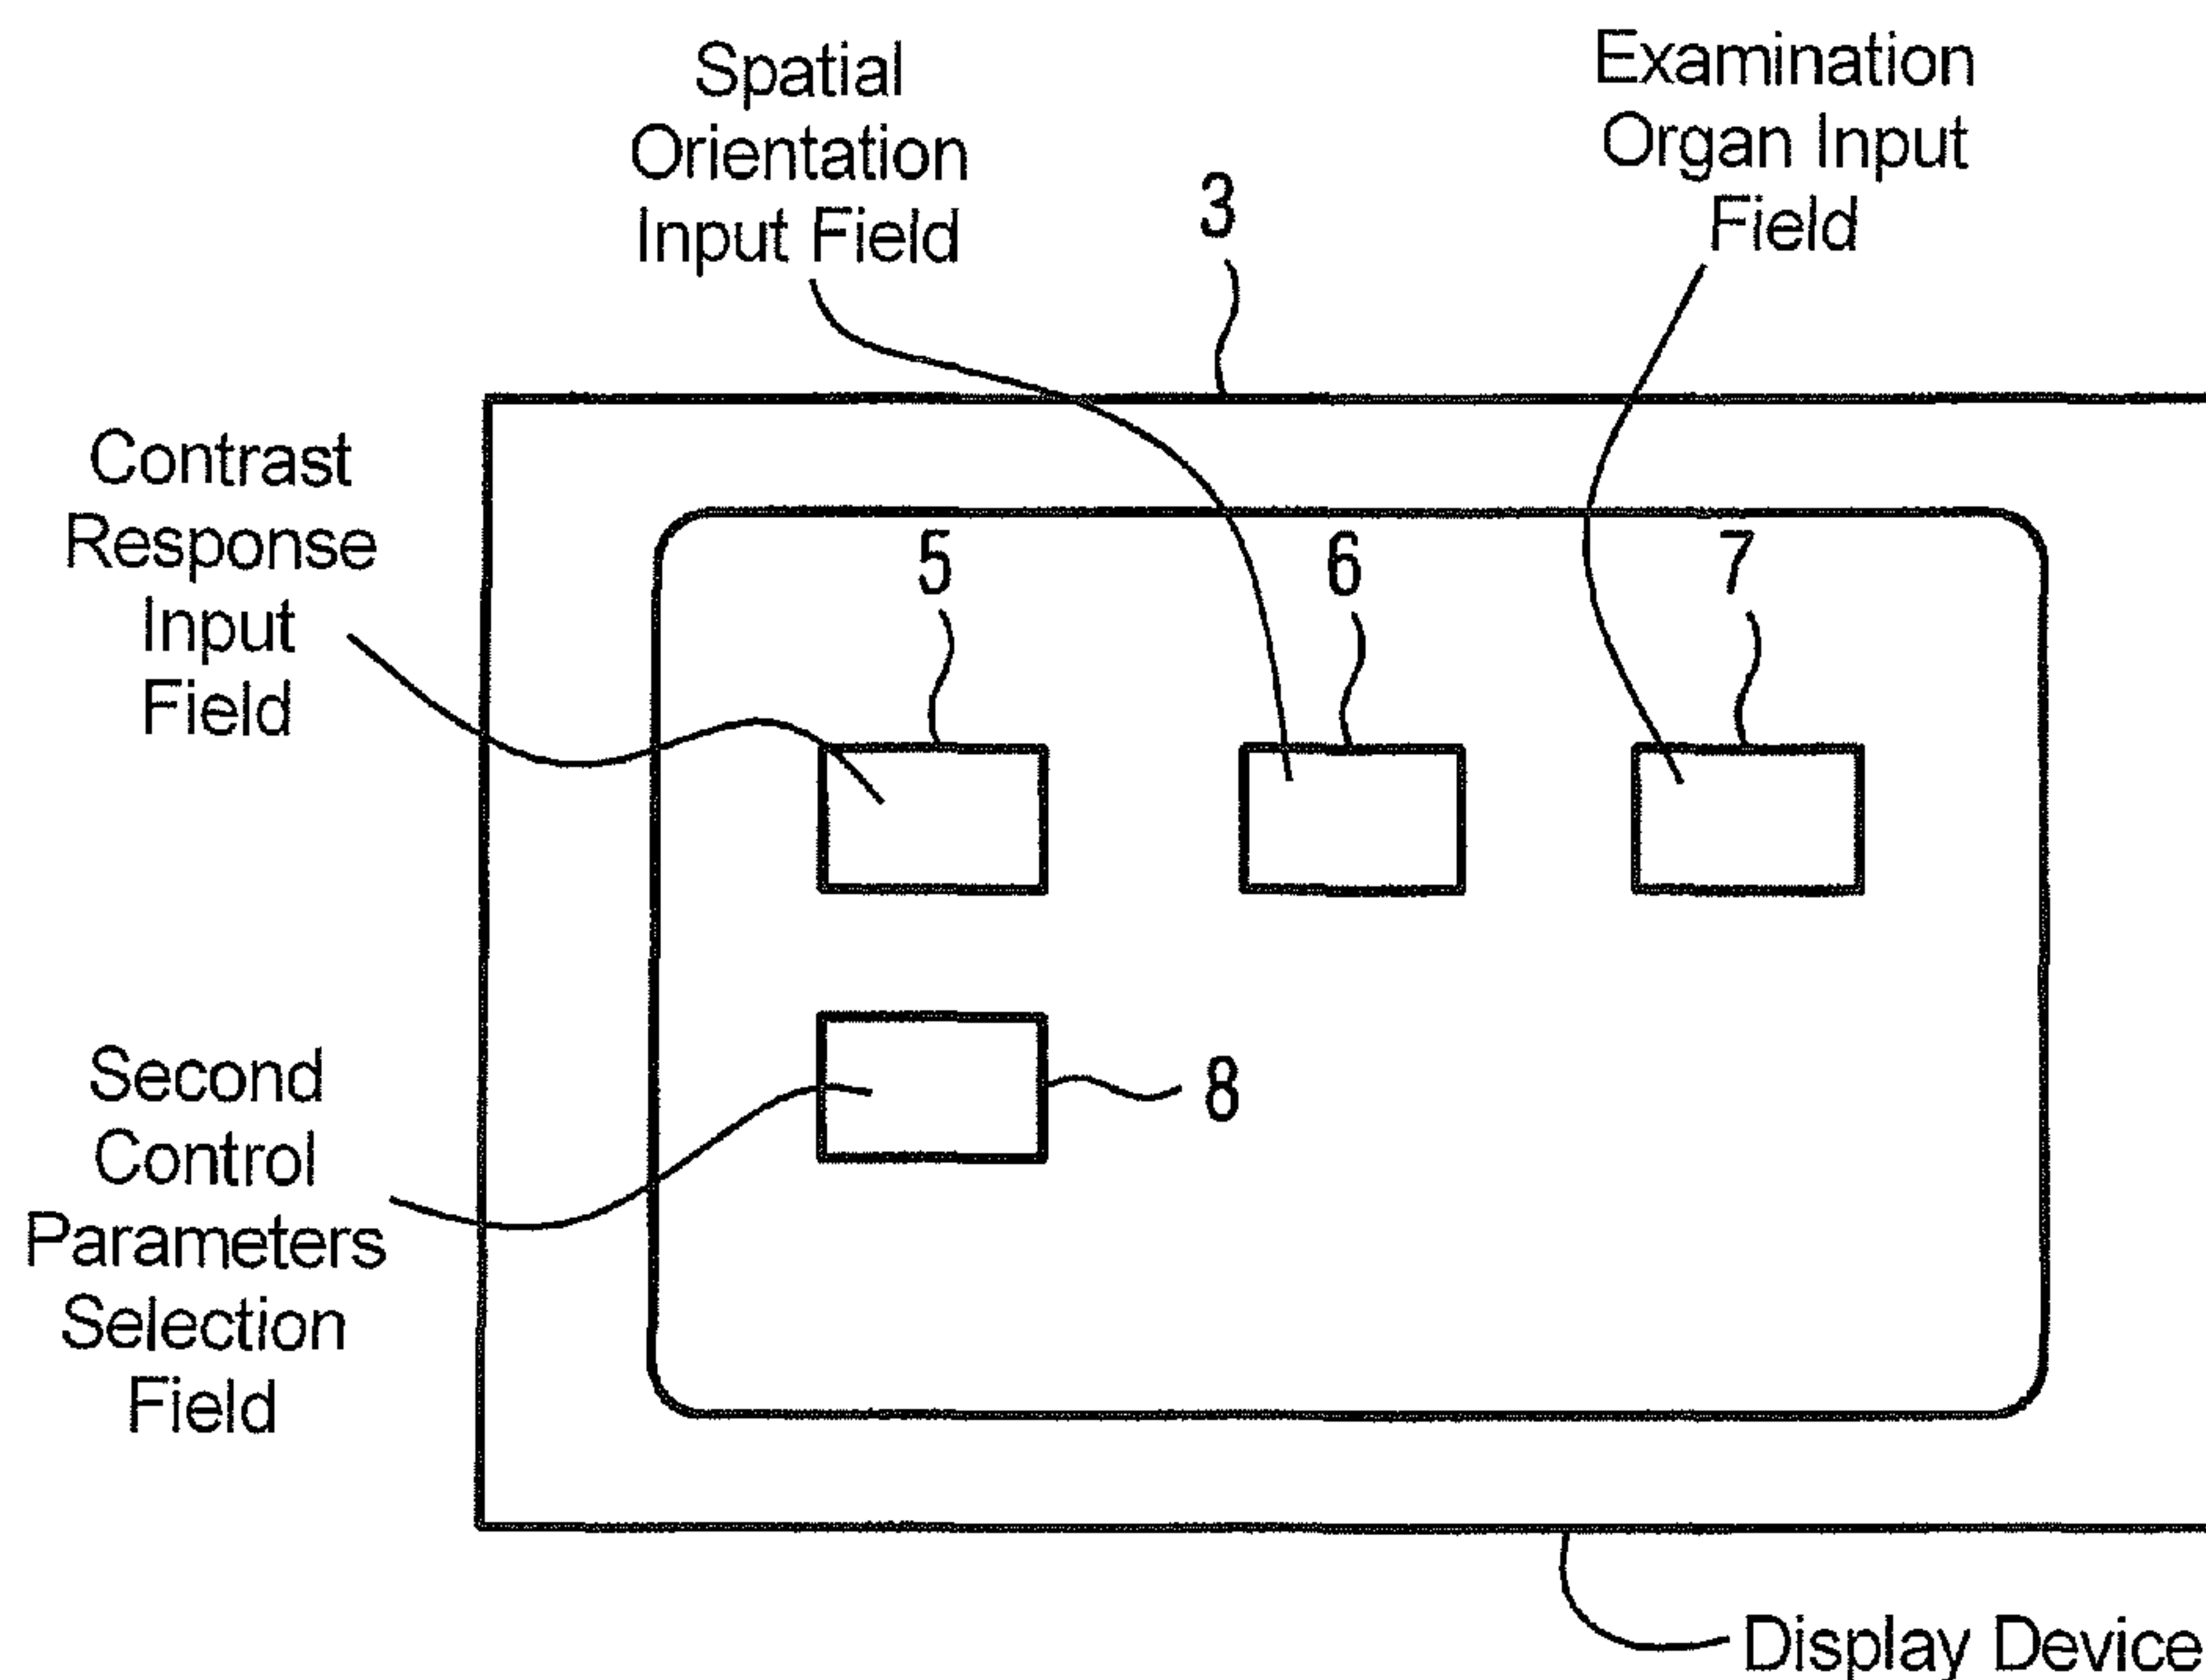 Spatial
Orientation
Input Field
3
Examination
Organ Input
Field
Contrast
Response
Input
Field
5
6
7
Second
Control
Parameters
Selection
Field
8
Display Device